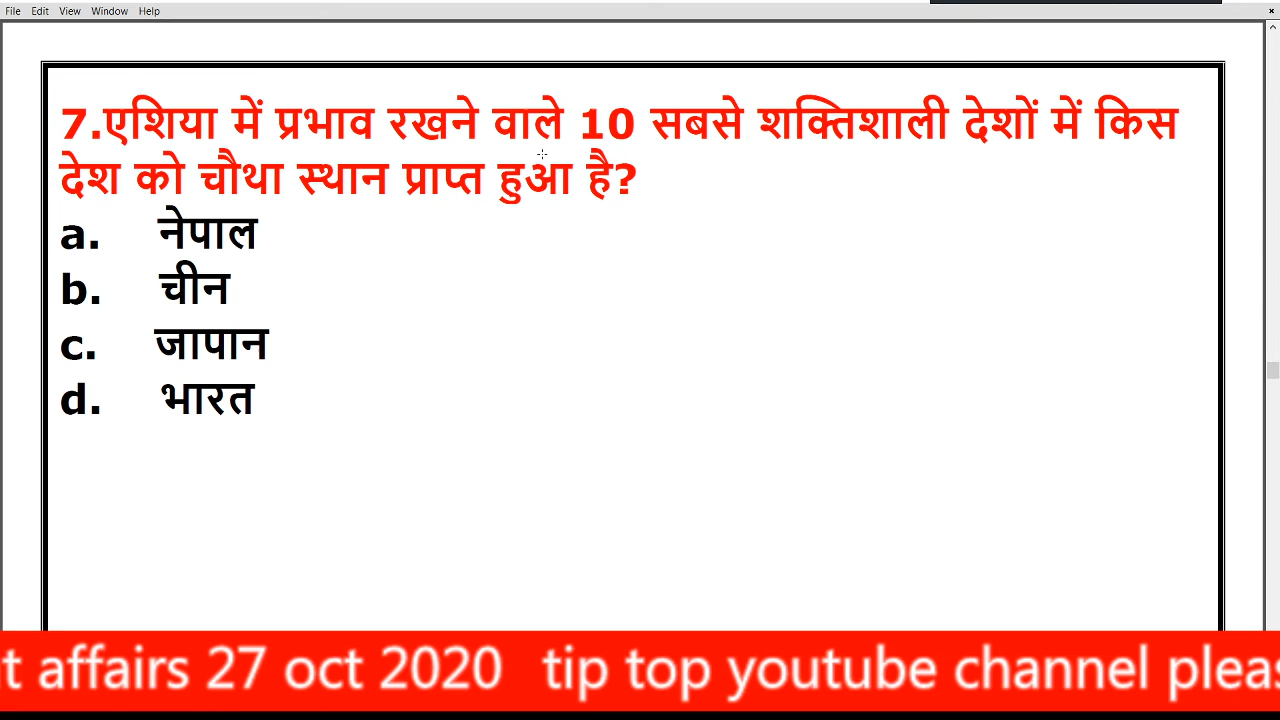 File Edit View Window Help
7.एशिया में प्रभाव रखने वाले 10 सबसे शक्तिशाली देशों में किस
देश को चौथा स्थान प्राप्त हुआ है?
a. नेपाल
b. चीन
c. जापान
d. भारत
t affairs 27 oct 2020 tip top youtube channel pleas